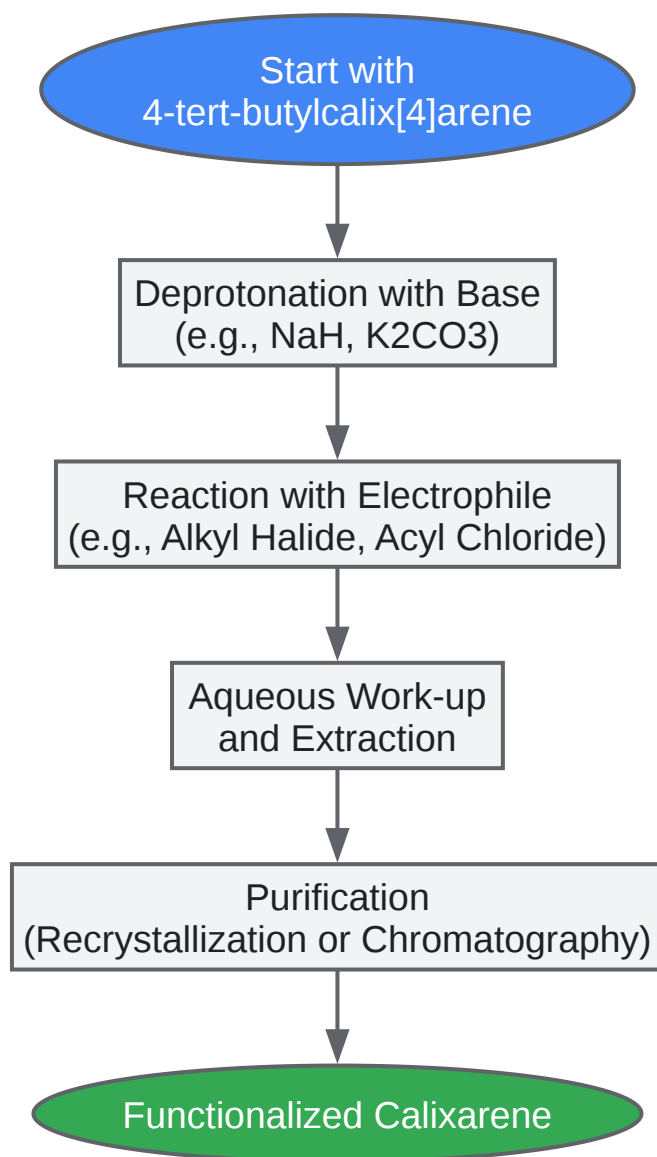 Start with
4-tert-butylcalix[4]arene
Deprotonation with Base
(e.g., NaH, K2CO3)
Reaction with Electrophile
(e.g., Alkyl Halide, Acyl Chloride)
Aqueous Work-up
and Extraction
Purification
(Recrystallization or Chromatography)
Functionalized Calixarene